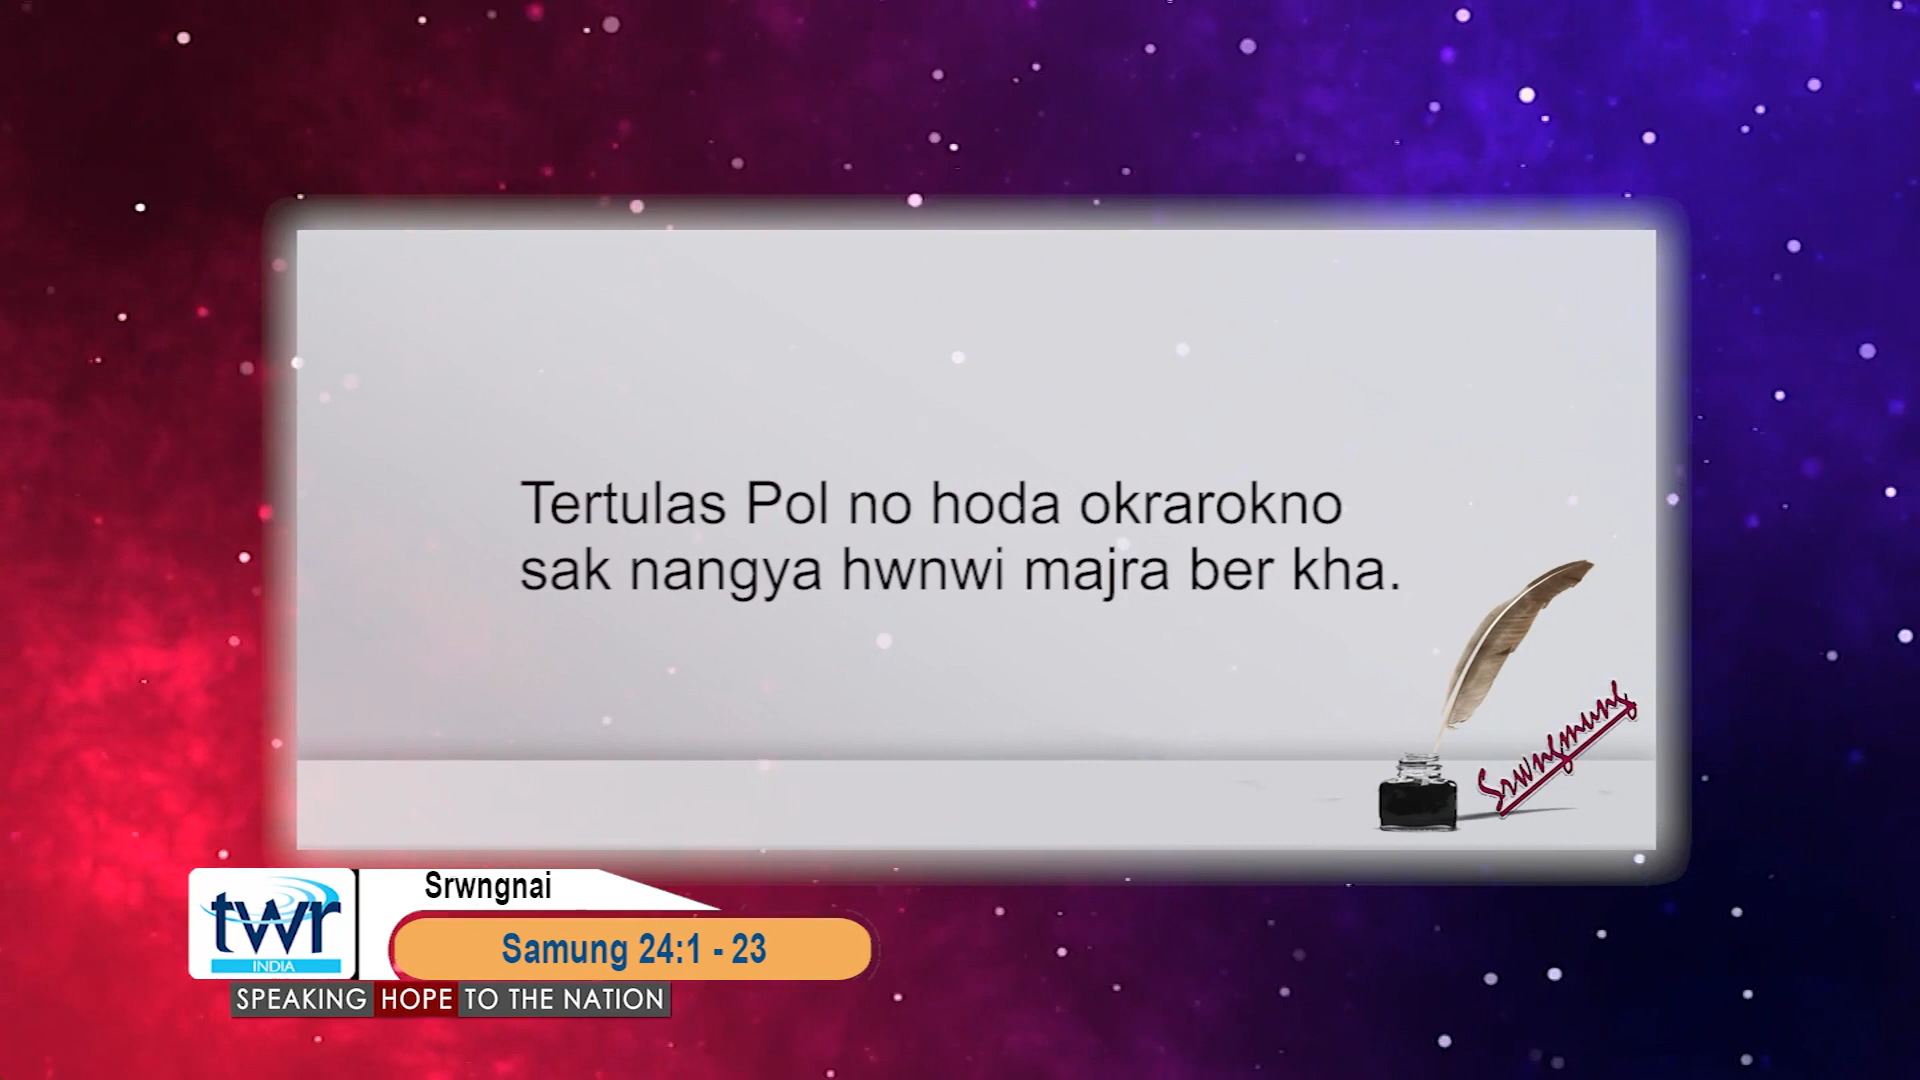 Tertulas Pol no hoda okrarokno
sak nangya hwnwi majra ber kha.
Srwngmung
twr
INDIA
Srwngnai
Samung 24:1 - 23
SPEAKING HOPE TO THE NATION